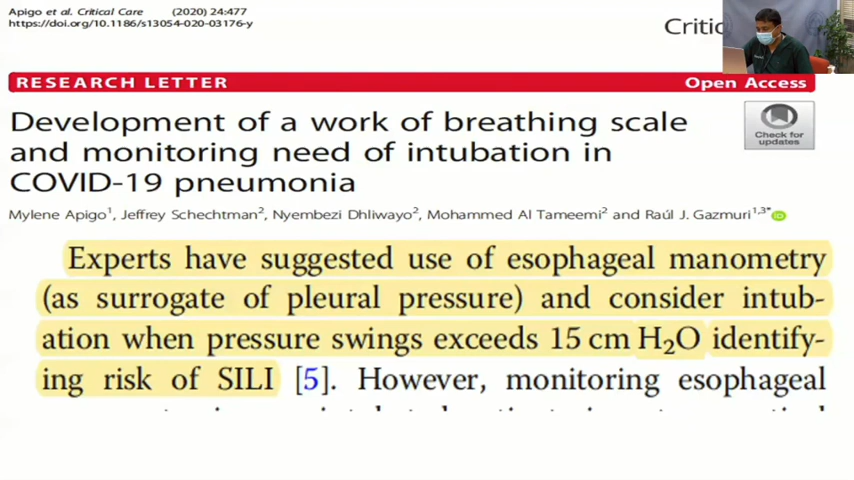 Apigo et al. Critical Care (2020) 24:477
https://doi.org/10.1186/s13054-020-03176-y
RESEARCH LETTER
Open Access
Development of a work of breathing scale
and monitoring need of intubation in
COVID-19 pneumonia
Check for
updates
Mylene Apigo¹, Jeffrey Schechtman², Nyembezi Dhliwayo², Mohammed Al Tameemi² and Raúl J. Gazmuri¹,³* iD
Experts have suggested use of esophageal manometry
(as surrogate of pleural pressure) and consider intub-
ation when pressure swings exceeds 15 cm H₂O identify-
ing risk of SILI [5]. However, monitoring esophageal